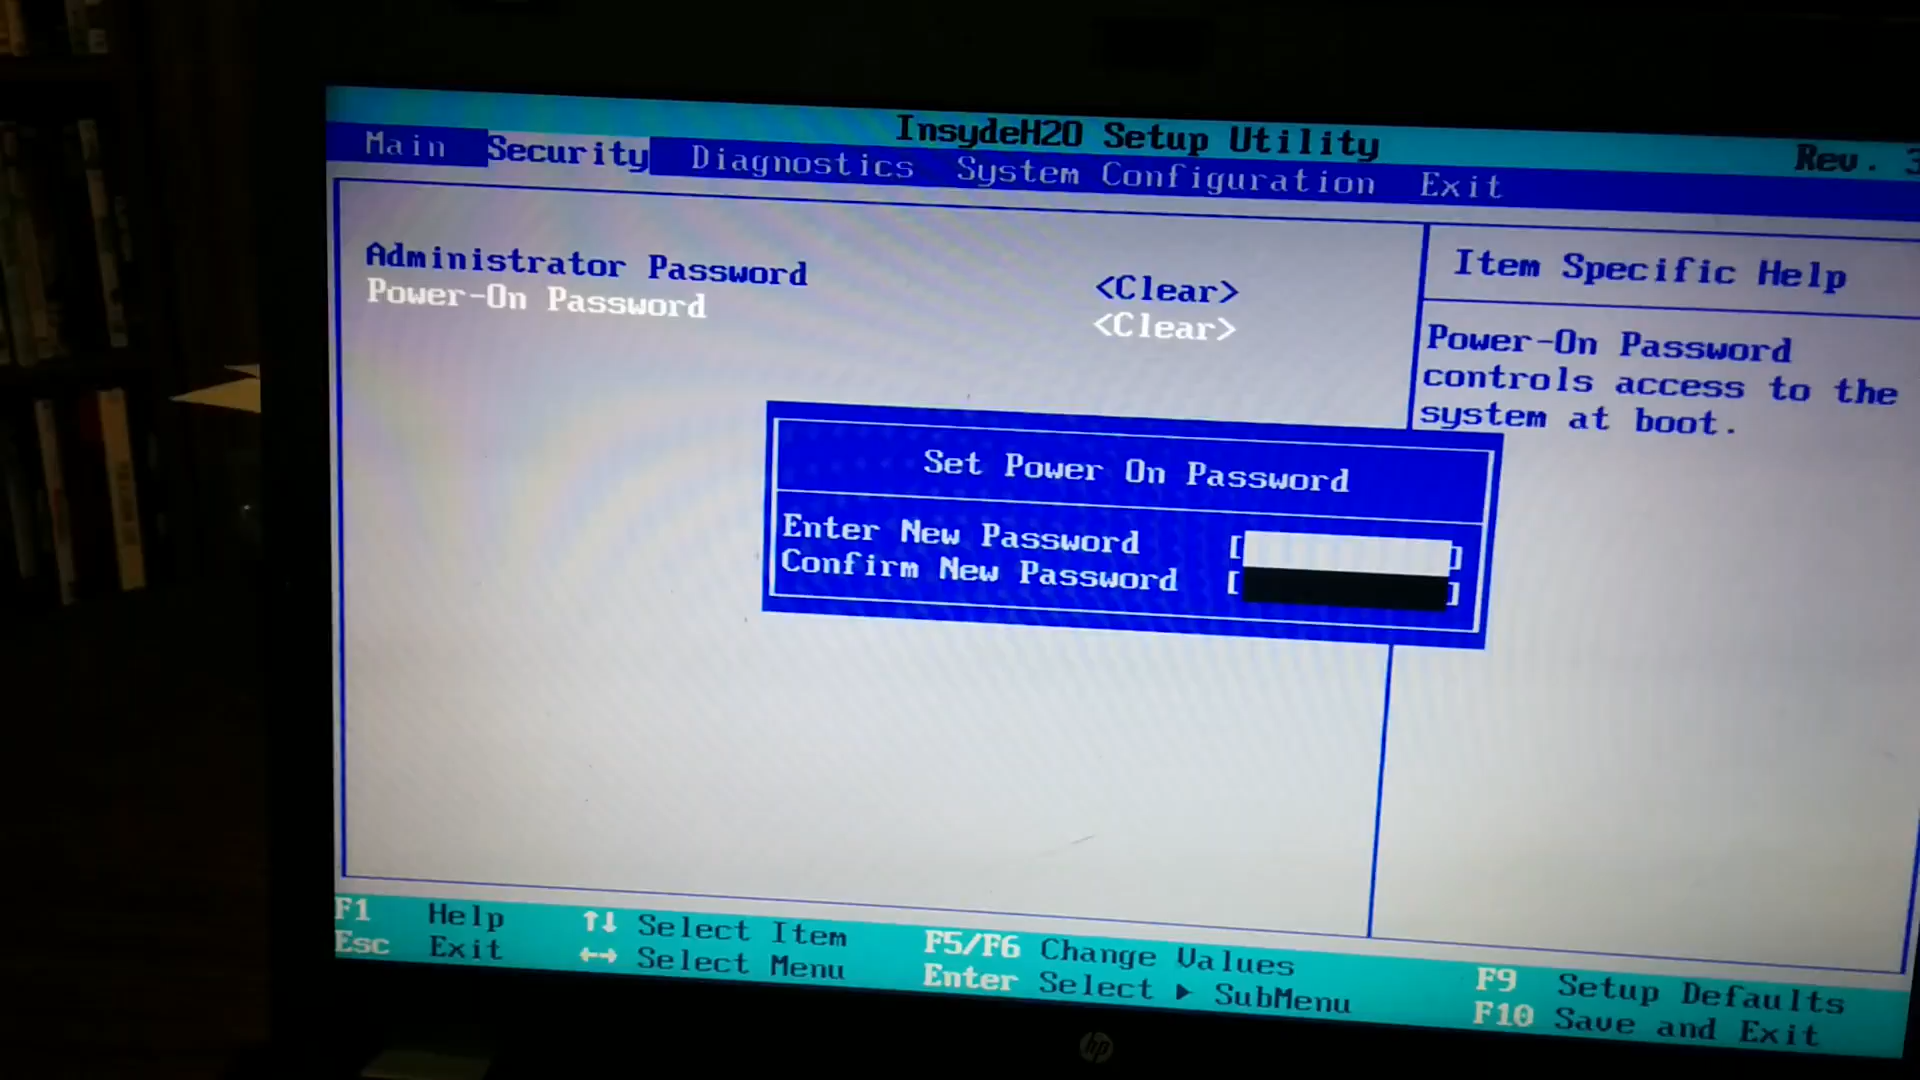 InsydeH2O Setup Utility Rev. 3
Main Security Diagnostics System Configuration Exit
Administrator Password <Clear>
Power-On Password <Clear>
Item Specific Help
Power-On Password
controls access to the
system at boot.
Set Power On Password
Enter New Password [ ]
Confirm New Password [ ]
F1 Help ↑↓ Select Item F5/F6 Change Values F9 Setup Defaults
Esc Exit ←→ Select Menu Enter Select ▶ SubMenu F10 Save and Exit
hp